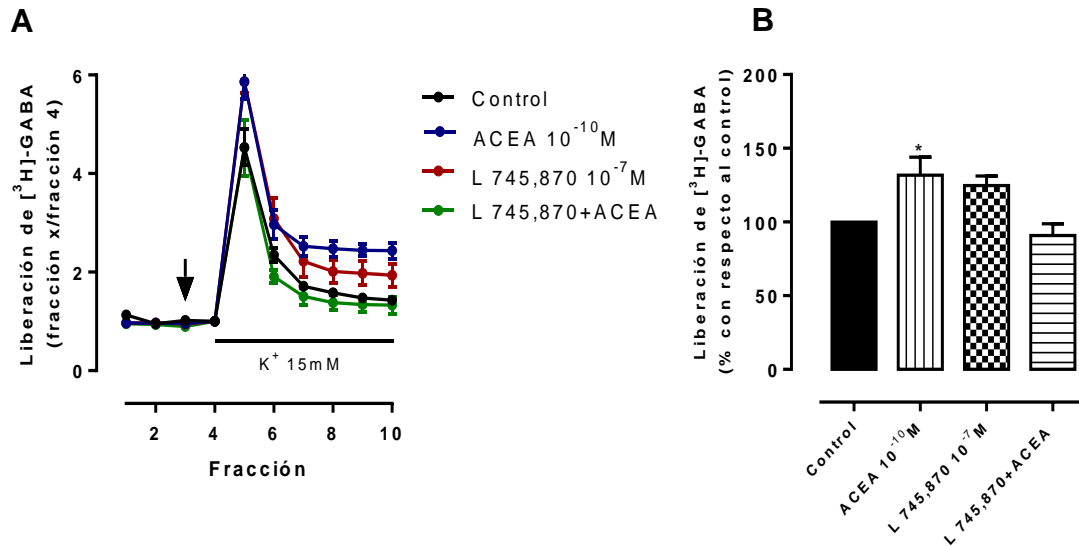 A
Liberación de [³H]-GABA
(fracción x/fracción 4)
6
4
2
0
K⁺ 15mM
2 4 6 8 10
Fracción
Control
ACEA 10⁻¹⁰M
L 745,870 10⁻⁷M
L 745,870+ACEA
B
Liberación de [³H]-GABA
(% con respecto al control)
200
150
100
50
0
*
Control
ACEA 10⁻¹⁰M
L 745,870 10⁻⁷M
L 745,870+ACEA